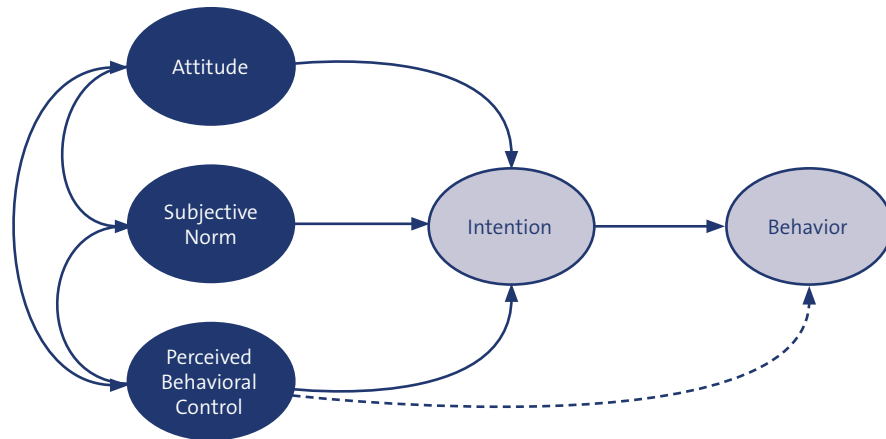 Attitude
Subjective
Norm
Intention
Behavior
Perceived
Behavioral
Control